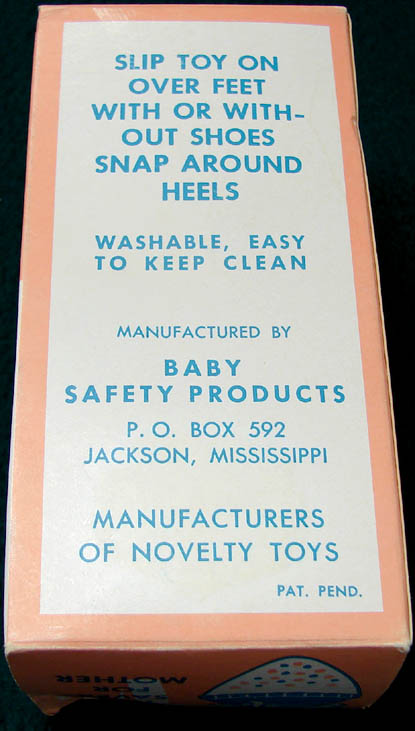 SLIP TOY ON
OVER FEET
WITH OR WITH-
OUT SHOES
SNAP AROUND
HEELS
WASHABLE, EASY
TO KEEP CLEAN
MANUFACTURED BY
BABY
SAFETY PRODUCTS
P. O. BOX 592
JACKSON, MISSISSIPPI
MANUFACTURERS
OF NOVELTY TOYS
PAT. PEND.
MOTHER
FOR